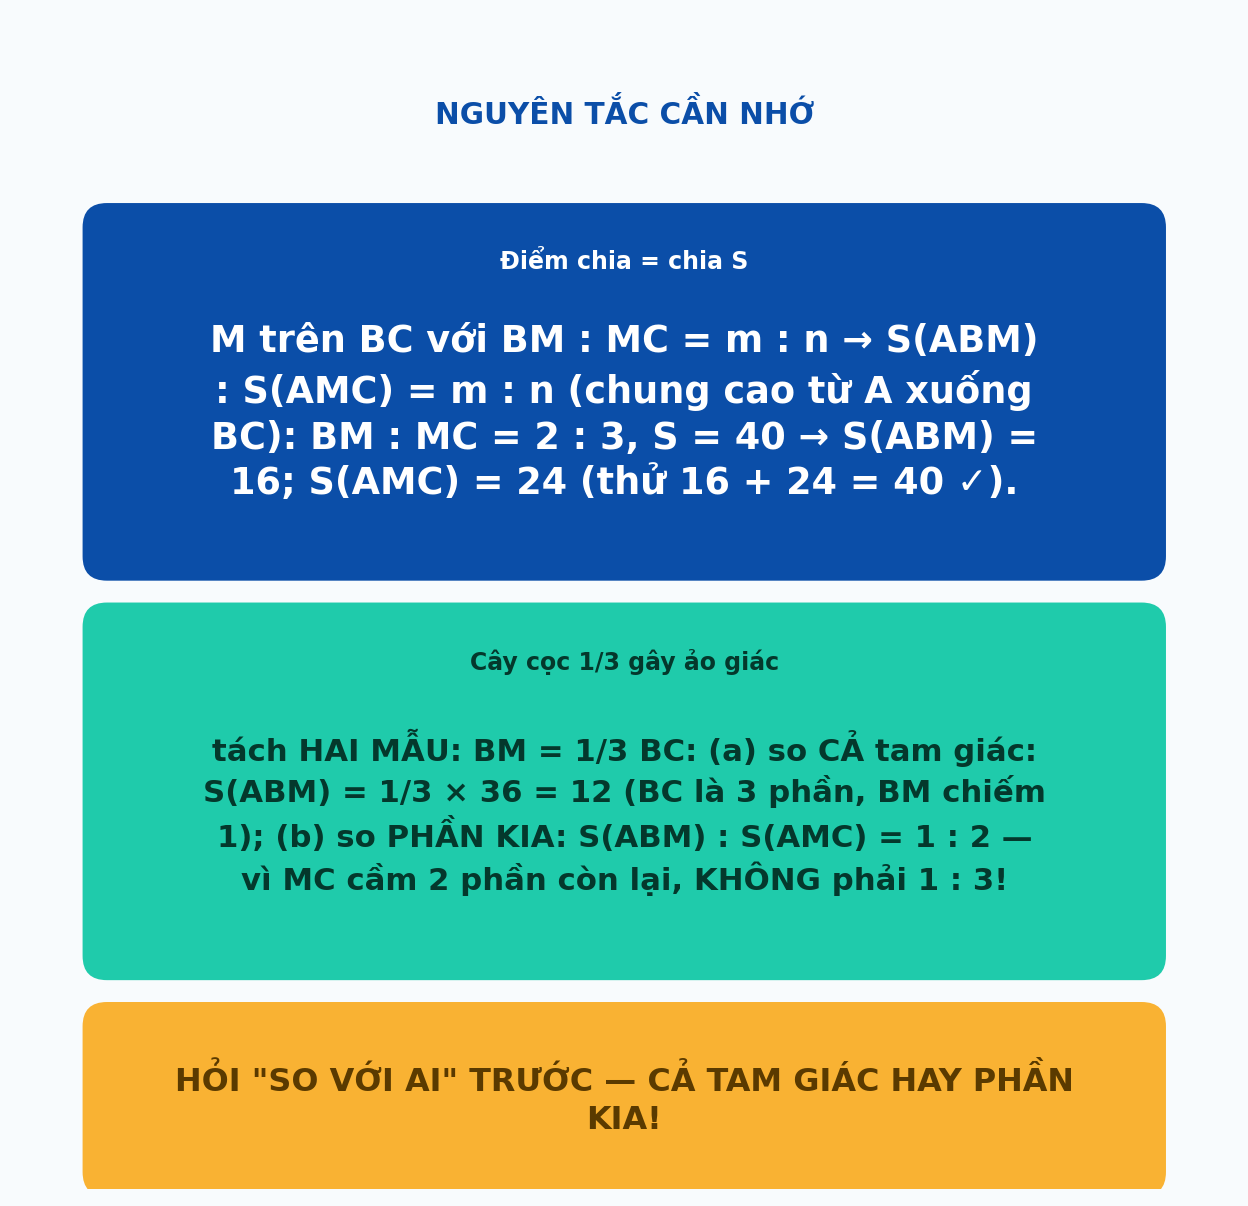 NGUYÊN TẮC CẦN NHỚ
Điểm chia = chia S
M trên BC với BM : MC = m : n → S(ABM)
: S(AMC) = m : n (chung cao từ A xuống
BC): BM : MC = 2 : 3, S = 40 → S(ABM) =
16; S(AMC) = 24 (thử 16 + 24 = 40 ✓).
Cây cọc 1/3 gây ảo giác
tách HAI MẪU: BM = 1/3 BC: (a) so CẢ tam giác:
S(ABM) = 1/3 × 36 = 12 (BC là 3 phần, BM chiếm
1); (b) so PHẦN KIA: S(ABM) : S(AMC) = 1 : 2 —
vì MC cầm 2 phần còn lại, KHÔNG phải 1 : 3!
HỎI "SO VỚI AI" TRƯỚC — CẢ TAM GIÁC HAY PHẦN
KIA!